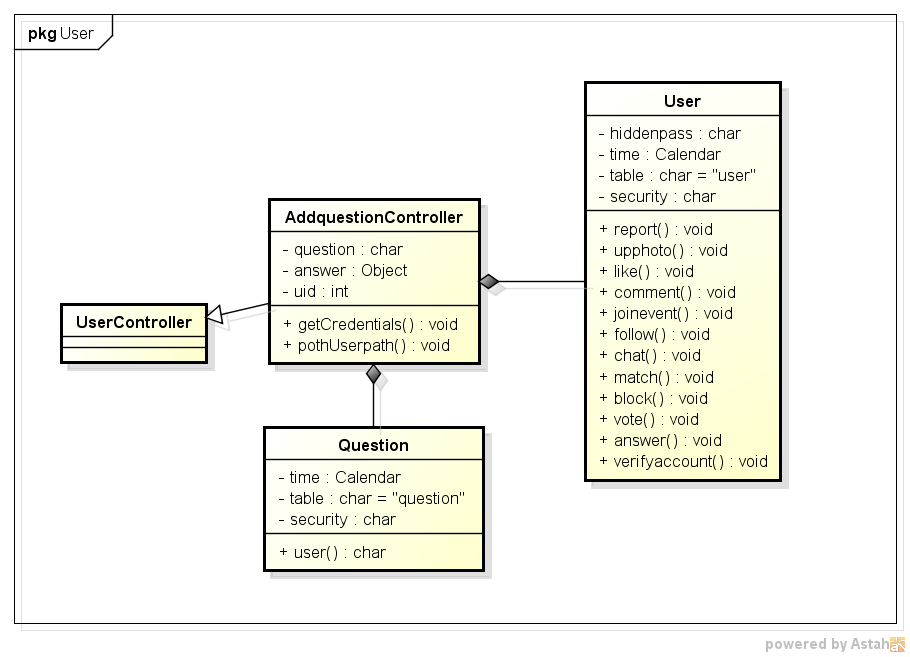 pkg User
User
- hiddenpass : char
- time : Calendar
- table : char = "user"
- security : char
+ report() : void
+ upphoto() : void
+ like() : void
+ comment() : void
+ joinevent() : void
+ follow() : void
+ chat() : void
+ match() : void
+ block() : void
+ vote() : void
+ answer() : void
+ verifyaccount() : void
AddquestionController
- question : char
- answer : Object
- uid : int
+ getCredentials() : void
+ pothUserpath() : void
UserController
Question
- time : Calendar
- table : char = "question"
- security : char
+ user() : char
powered by Astah